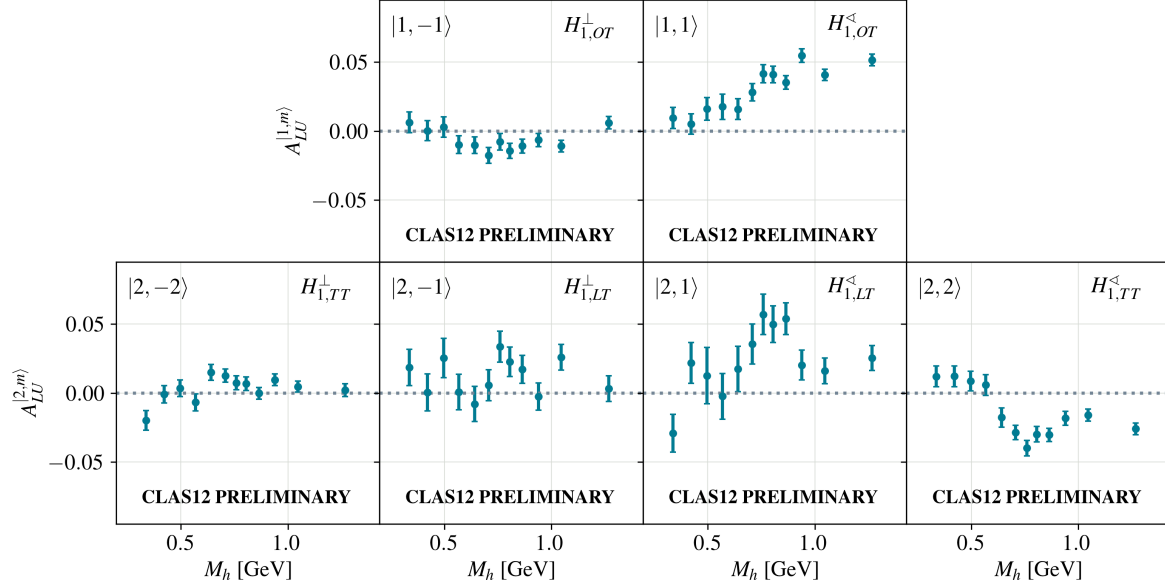 |1, −1⟩ H⊥1,OT |1, 1⟩ H∢1,OT
0.05
0.00
−0.05
A|1,m⟩LU
CLAS12 PRELIMINARY CLAS12 PRELIMINARY
|2, −2⟩ H⊥1,TT |2, −1⟩ H⊥1,LT |2, 1⟩ H∢1,LT |2, 2⟩ H∢1,TT
0.05
0.00
−0.05
A|2,m⟩LU
CLAS12 PRELIMINARY CLAS12 PRELIMINARY CLAS12 PRELIMINARY CLAS12 PRELIMINARY
0.5 1.0 0.5 1.0 0.5 1.0 0.5 1.0
Mh [GeV] Mh [GeV] Mh [GeV] Mh [GeV]